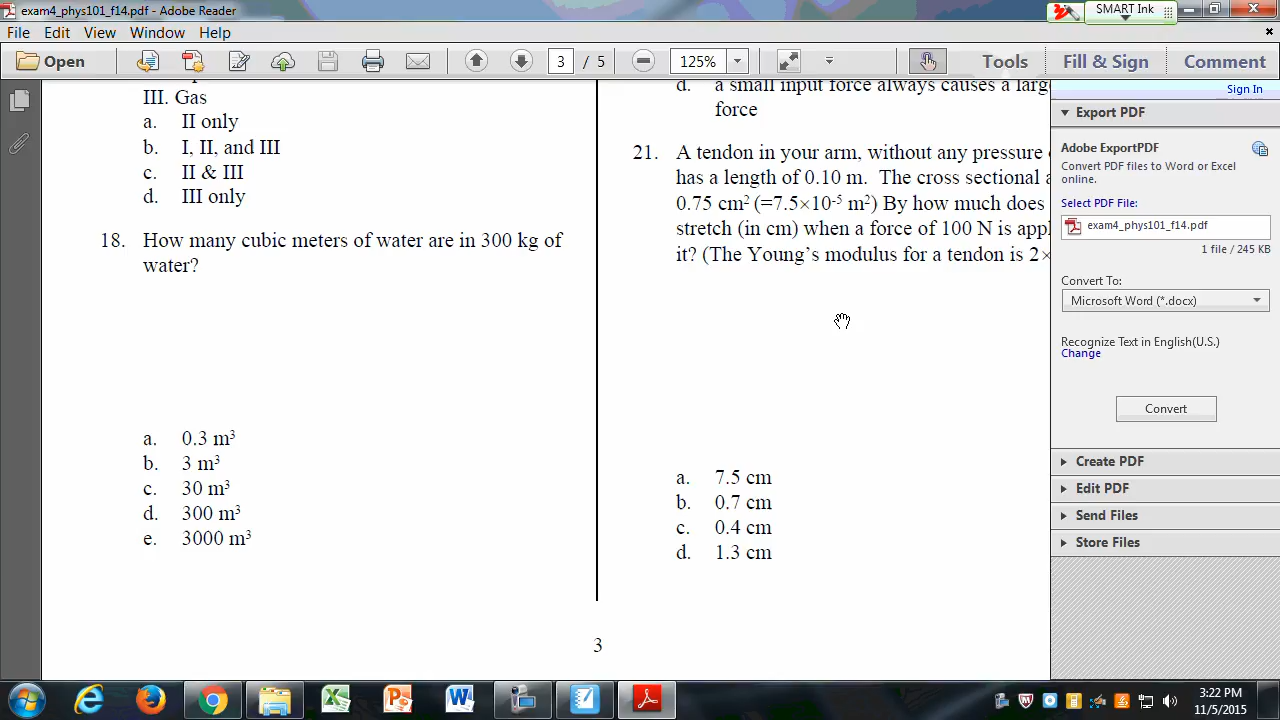 exam4_phys101_f14.pdf - Adobe Reader
SMART Ink
File Edit View Window Help
Open
3 / 5
125%
Tools
Fill & Sign
Comment
III. Gas
a. II only
b. I, II, and III
c. II & III
d. III only
18. How many cubic meters of water are in 300 kg of
water?
a. 0.3 m³
b. 3 m³
c. 30 m³
d. 300 m³
e. 3000 m³
d. a small input force always causes a larg
force
21. A tendon in your arm, without any pressure
has a length of 0.10 m. The cross sectional a
0.75 cm² (=7.5×10⁻⁵ m²) By how much does
stretch (in cm) when a force of 100 N is appl
it? (The Young's modulus for a tendon is 2×
a. 7.5 cm
b. 0.7 cm
c. 0.4 cm
d. 1.3 cm
3
Sign In
Export PDF
Adobe ExportPDF
Convert PDF files to Word or Excel
online.
Select PDF File:
exam4_phys101_f14.pdf
1 file / 245 KB
Convert To:
Microsoft Word (*.docx)
Recognize Text in English(U.S.)
Change
Convert
Create PDF
Edit PDF
Send Files
Store Files
3:22 PM
11/5/2015